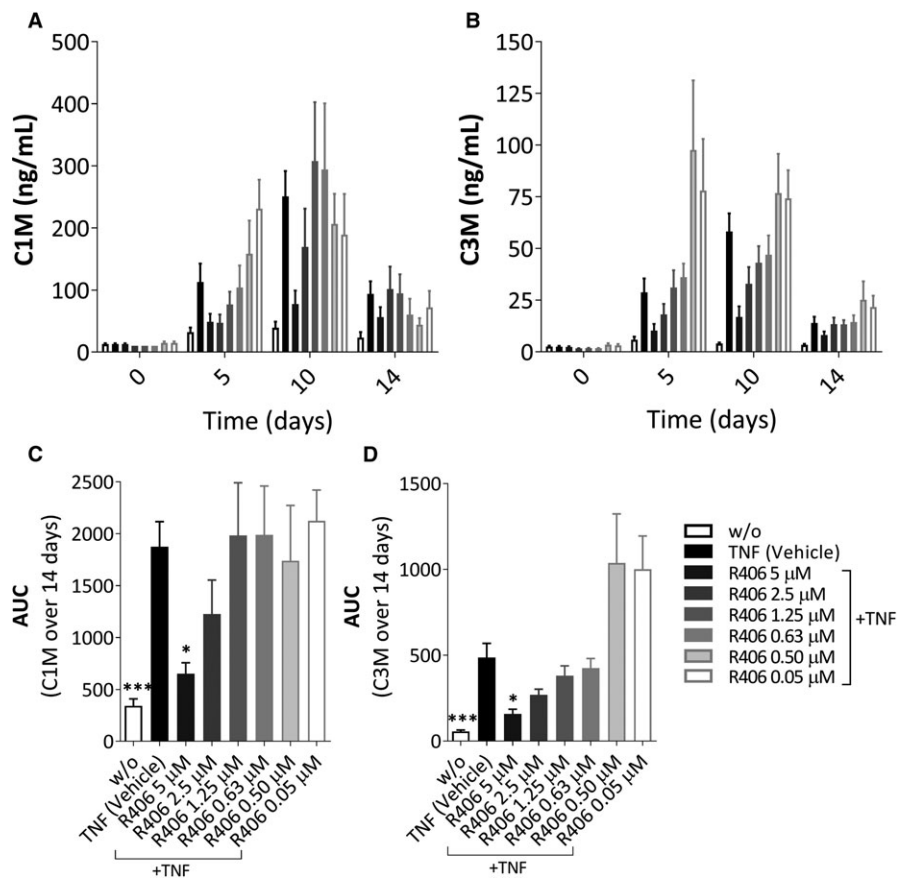 A
C1M (ng/mL)
500
400
300
200
100
0
0
5
10
14
Time (days)
B
C3M (ng/mL)
150
125
100
75
50
25
0
0
5
10
14
Time (days)
C
AUC
(C1M over 14 days)
2500
2000
1500
1000
500
0
***
*
w/o
TNF (Vehicle)
R406 5 µM
R406 2.5 µM
R406 1.25 µM
R406 0.63 µM
R406 0.50 µM
R406 0.05 µM
+TNF
D
AUC
(C3M over 14 days)
1500
1000
500
0
***
*
w/o
TNF (Vehicle)
R406 5 µM
R406 2.5 µM
R406 1.25 µM
R406 0.63 µM
R406 0.50 µM
R406 0.05 µM
+TNF
w/o
TNF (Vehicle)
R406 5 µM
R406 2.5 µM
R406 1.25 µM
R406 0.63 µM
R406 0.50 µM
R406 0.05 µM
+TNF